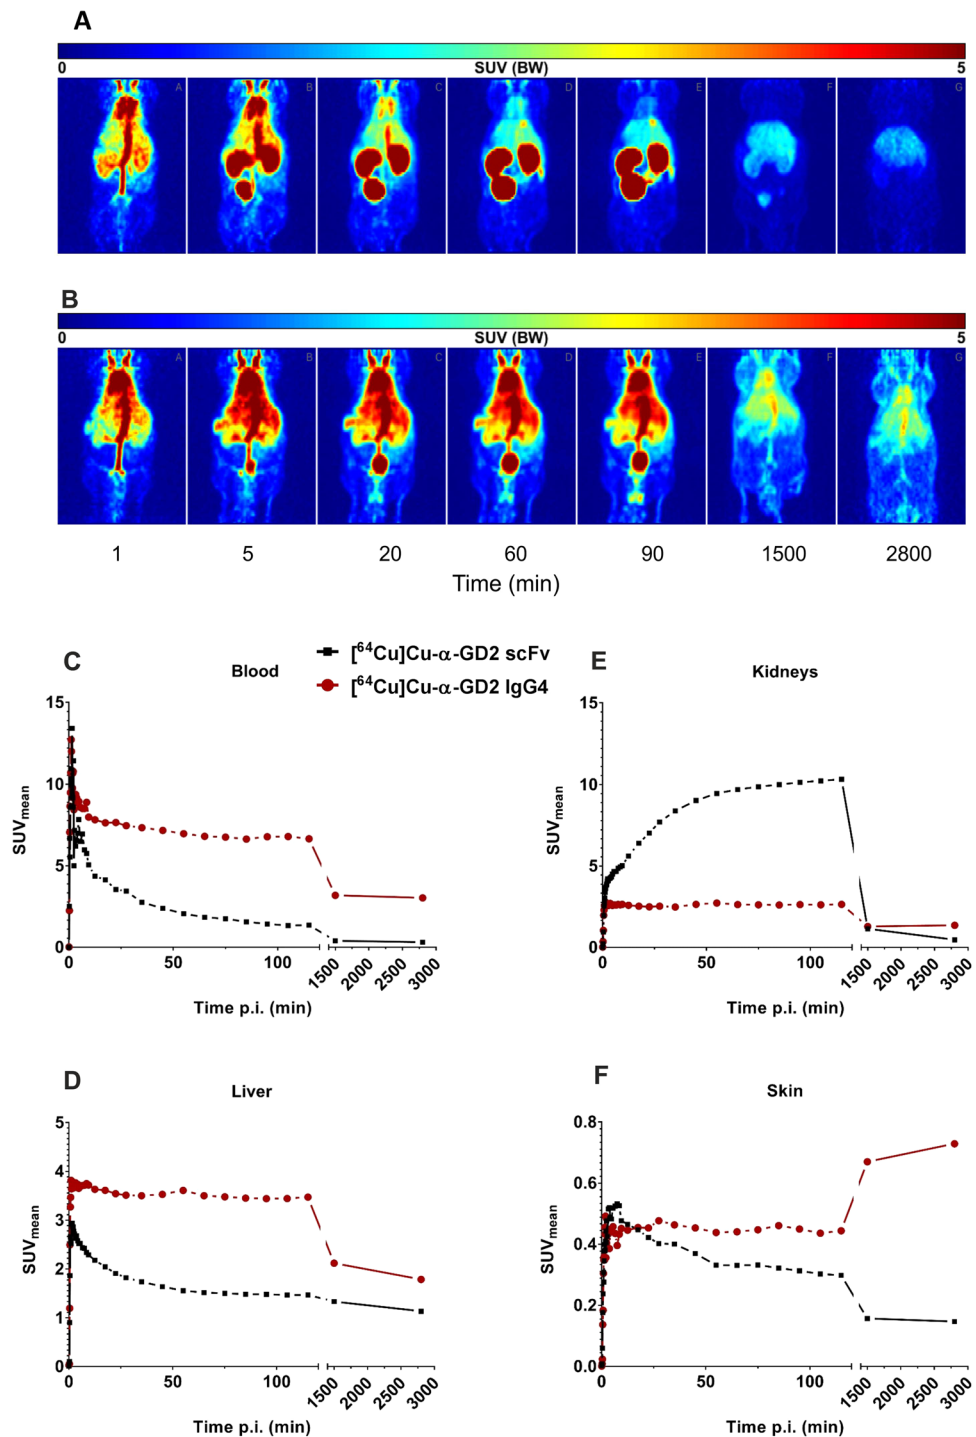 A
0 SUV (BW) 5
A B C D E F G
B
0 SUV (BW) 5
A B C D E F G
1 5 20 60 90 1500 2800
Time (min)
[⁶⁴Cu]Cu-α-GD2 scFv
[⁶⁴Cu]Cu-α-GD2 IgG4
C
Blood
15
10
5
0
SUVmean
0 50 1500 2000 2500 3000
Time p.i. (min)
E
Kidneys
15
10
5
0
0 50 1500 2000 2500 3000
Time p.i. (min)
D
Liver
5
4
3
2
1
0
SUVmean
0 50 100 1500 2000 2500 3000
Time p.i. (min)
F
Skin
0.8
0.6
0.4
0.2
0.0
SUVmean
0 50 100 1500 2000 2500 3000
Time p.i. (min)